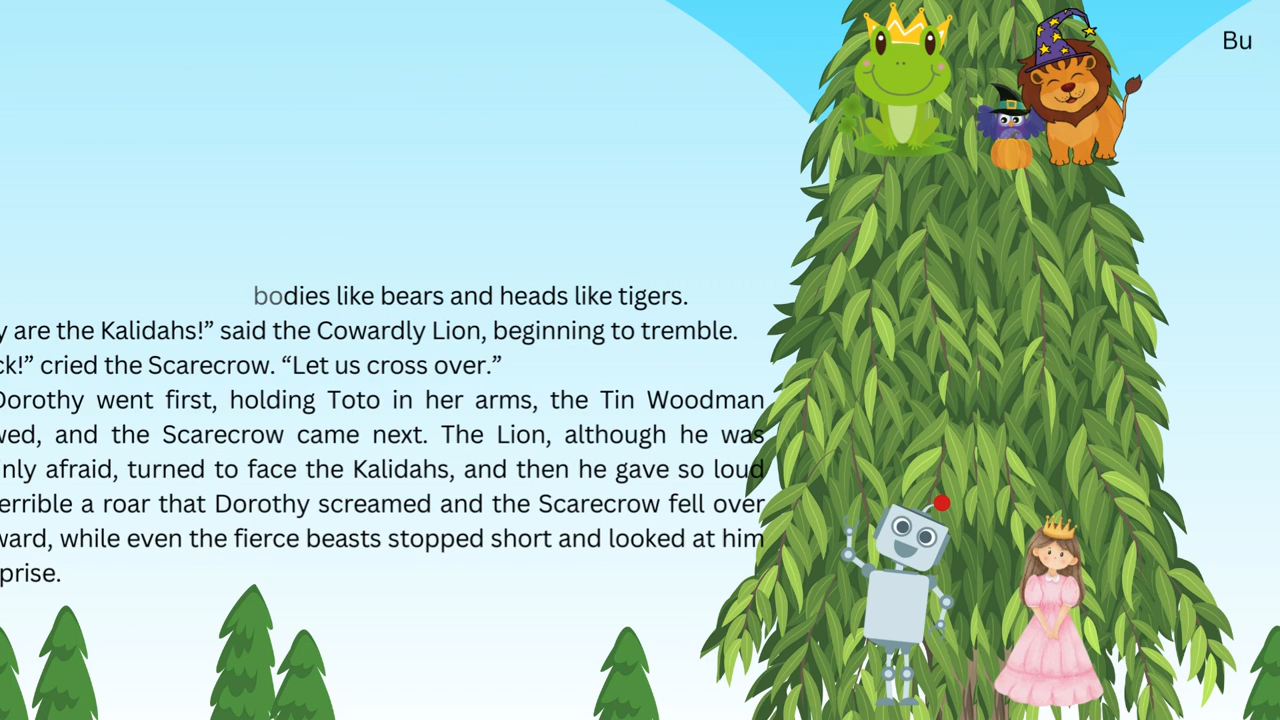 bodies like bears and heads like tigers.
y are the Kalidahs!” said the Cowardly Lion, beginning to tremble.
ck!” cried the Scarecrow. “Let us cross over.”
Dorothy went first, holding Toto in her arms, the Tin Woodman
wed, and the Scarecrow came next. The Lion, although he was
inly afraid, turned to face the Kalidahs, and then he gave so loud
errible a roar that Dorothy screamed and the Scarecrow fell over
ward, while even the fierce beasts stopped short and looked at him
prise.
Bu